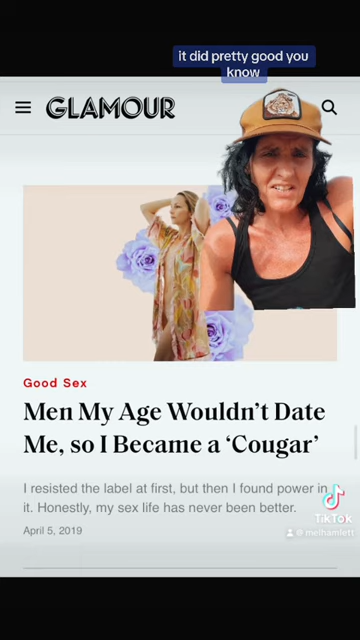 it did pretty good you
know
GLAMOUR
Good Sex
Men My Age Wouldn't Date
Me, so I Became a 'Cougar'
I resisted the label at first, but then I found power in
it. Honestly, my sex life has never been better.
April 5, 2019
TikTok
@melhamlett